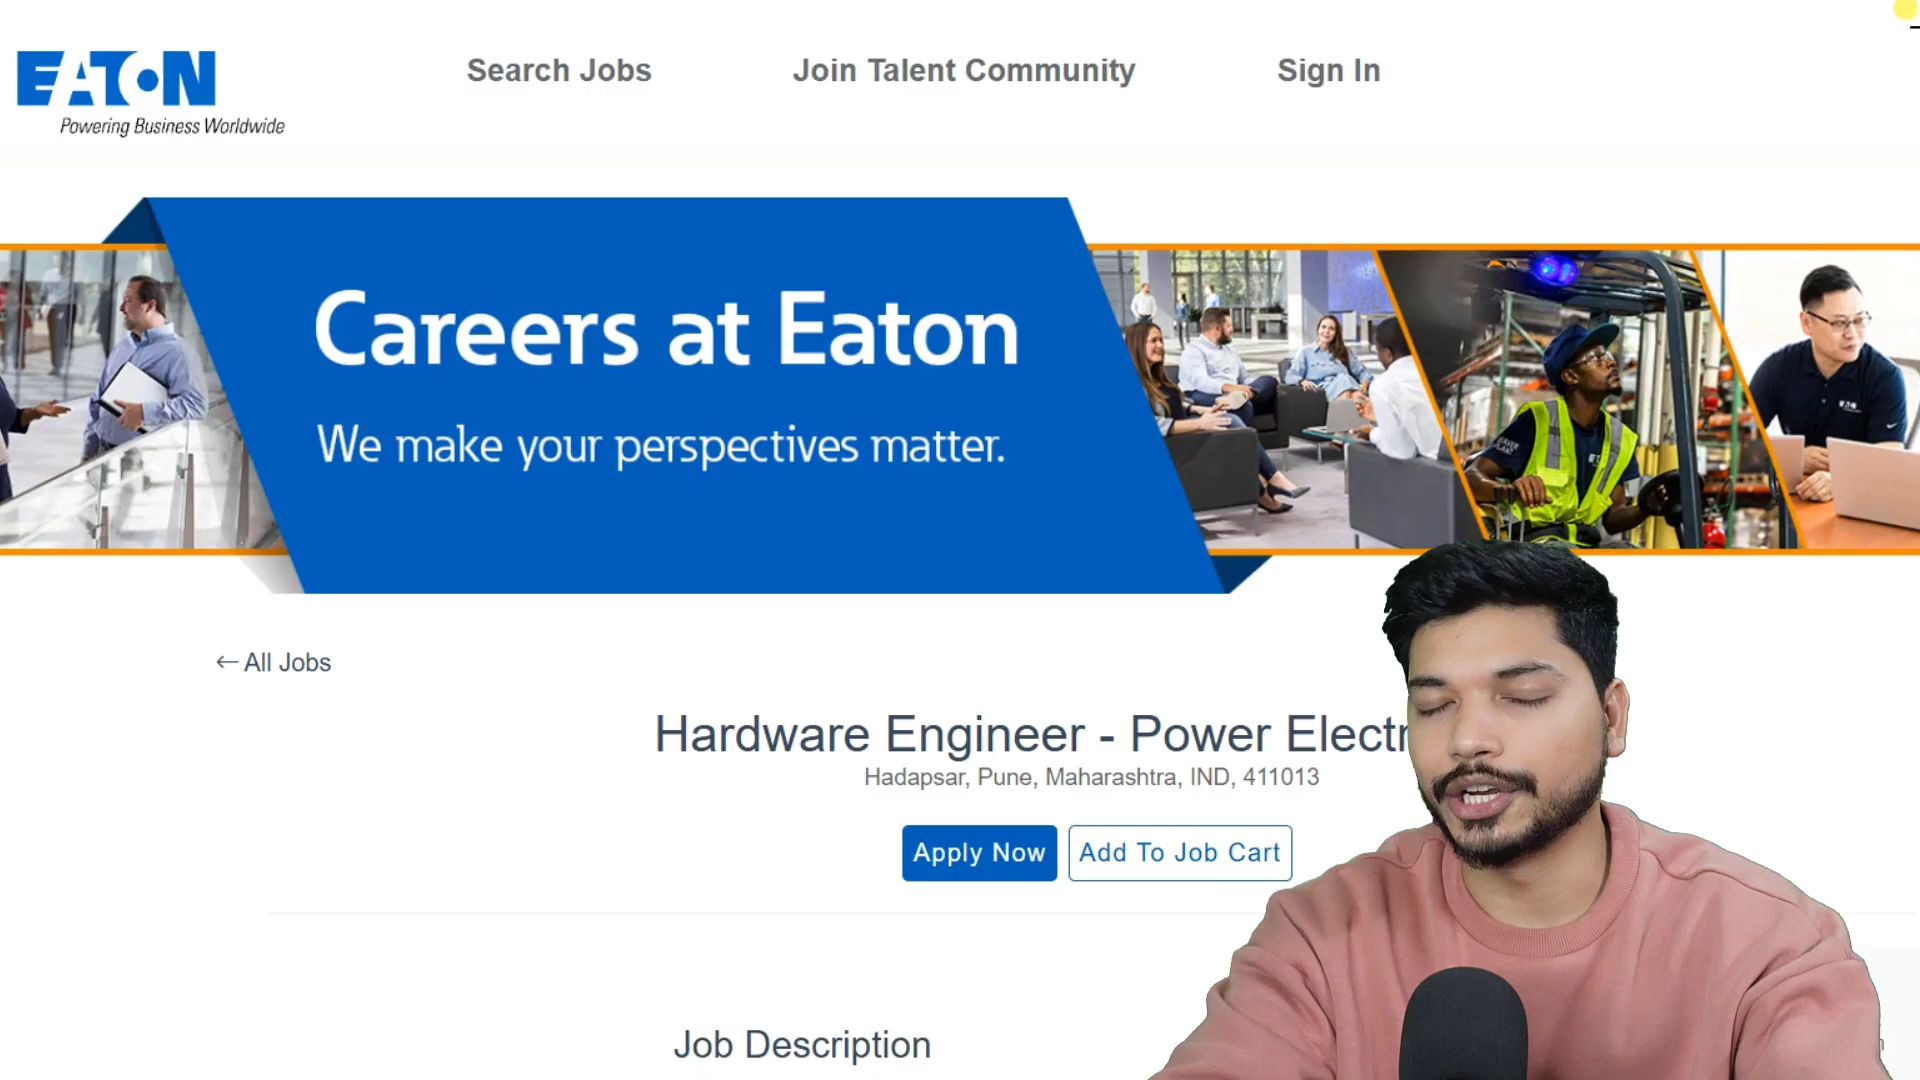 EATON
Powering Business Worldwide
Search Jobs
Join Talent Community
Sign In
Careers at Eaton
We make your perspectives matter.
← All Jobs
Hardware Engineer - Power Electr
Hadapsar, Pune, Maharashtra, IND, 411013
Apply Now
Add To Job Cart
Job Description